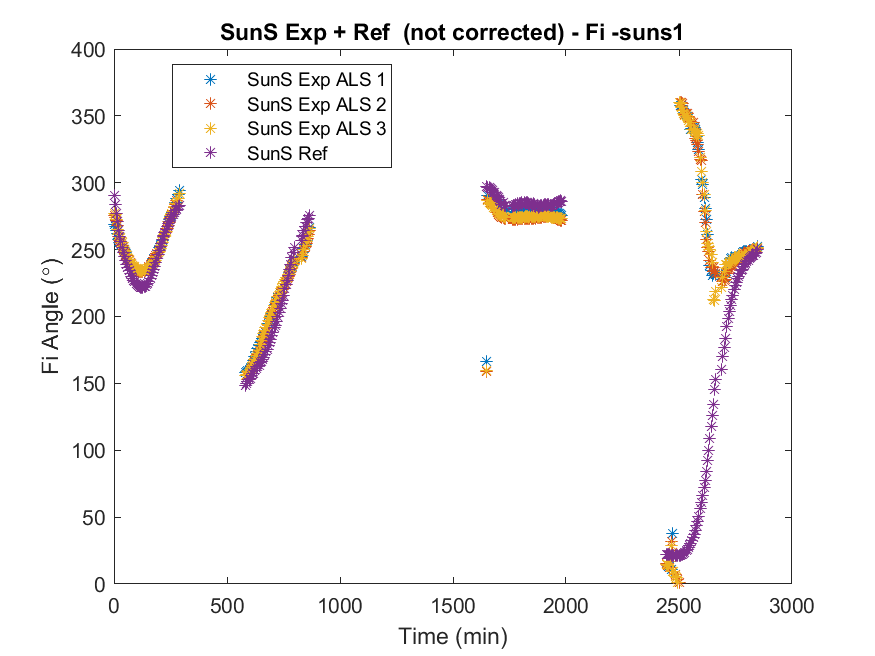 SunS Exp + Ref  (not corrected) - Fi -suns1
SunS Exp ALS 1
SunS Exp ALS 2
SunS Exp ALS 3
SunS Ref
Fi Angle (°)
400
350
300
250
200
150
100
50
0
0 500 1000 1500 2000 2500 3000
Time (min)